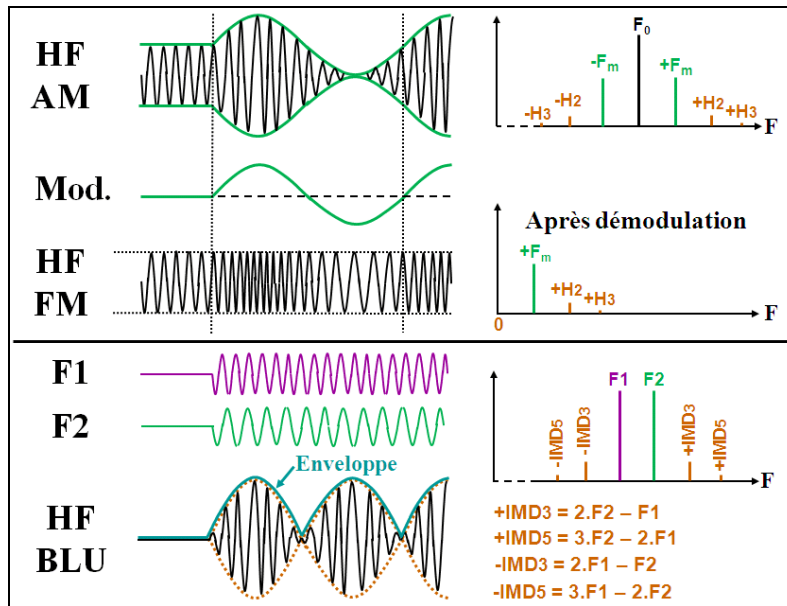 HF
AM
Mod.
HF
FM
F₀
-Fₘ
+Fₘ
-H3
-H2
+H2
+H3
F
Après démodulation
+Fₘ
+H2
+H3
0
F
F1
F2
Enveloppe
HF
BLU
F1
F2
-IMD5
-IMD3
+IMD3
+IMD5
F
+IMD3 = 2.F2 – F1
+IMD5 = 3.F2 – 2.F1
-IMD3 = 2.F1 – F2
-IMD5 = 3.F1 – 2.F2